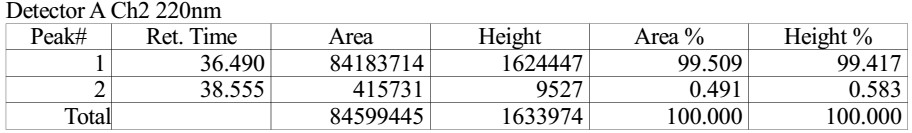 Detector A Ch2 220nm
Peak# Ret. Time Area Height Area % Height %
1 36.490 84183714 1624447 99.509 99.417
2 38.555 415731 9527 0.491 0.583
Total 84599445 1633974 100.000 100.000